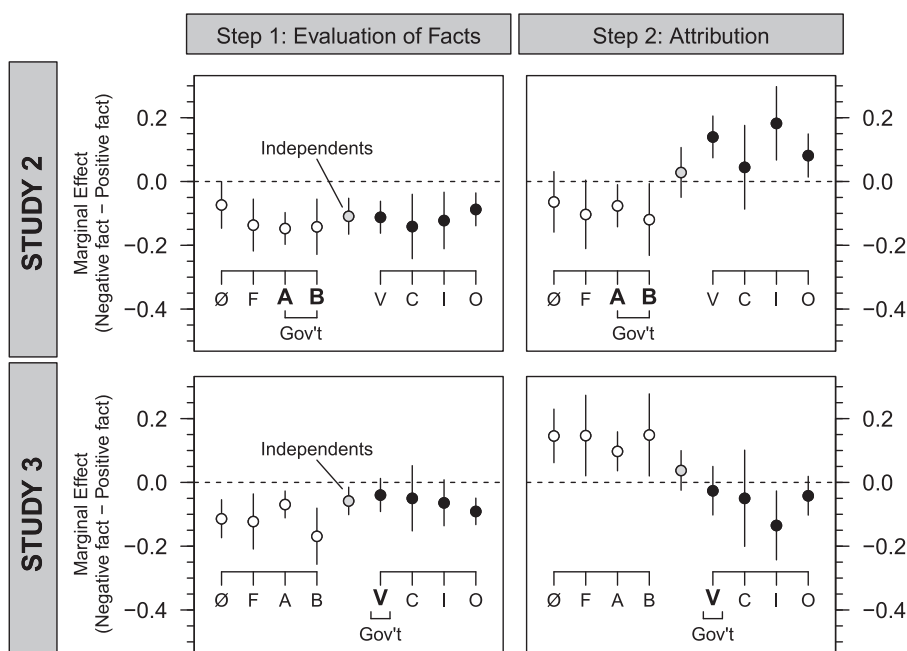 Step 1: Evaluation of Facts
Step 2: Attribution
STUDY 2
Marginal Effect
(Negative fact − Positive fact)
0.2
0.0
−0.2
−0.4
Independents
Ø F A B V C I O
Gov't
Ø F A B V C I O
Gov't
0.2
0.0
−0.2
−0.4
STUDY 3
Marginal Effect
(Negative fact − Positive fact)
0.2
0.0
−0.2
−0.4
Independents
Ø F A B V C I O
Gov't
Ø F A B V C I O
Gov't
0.2
0.0
−0.2
−0.4